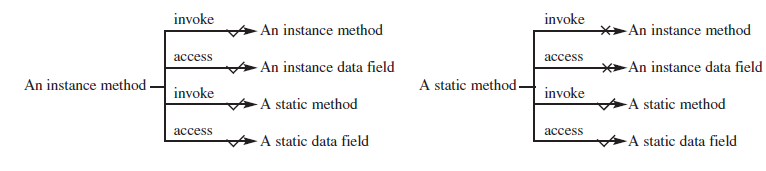 invoke
An instance method
access
An instance data field
An instance method
invoke
A static method
access
A static data field
invoke
An instance method
access
An instance data field
A static method
invoke
A static method
access
A static data field